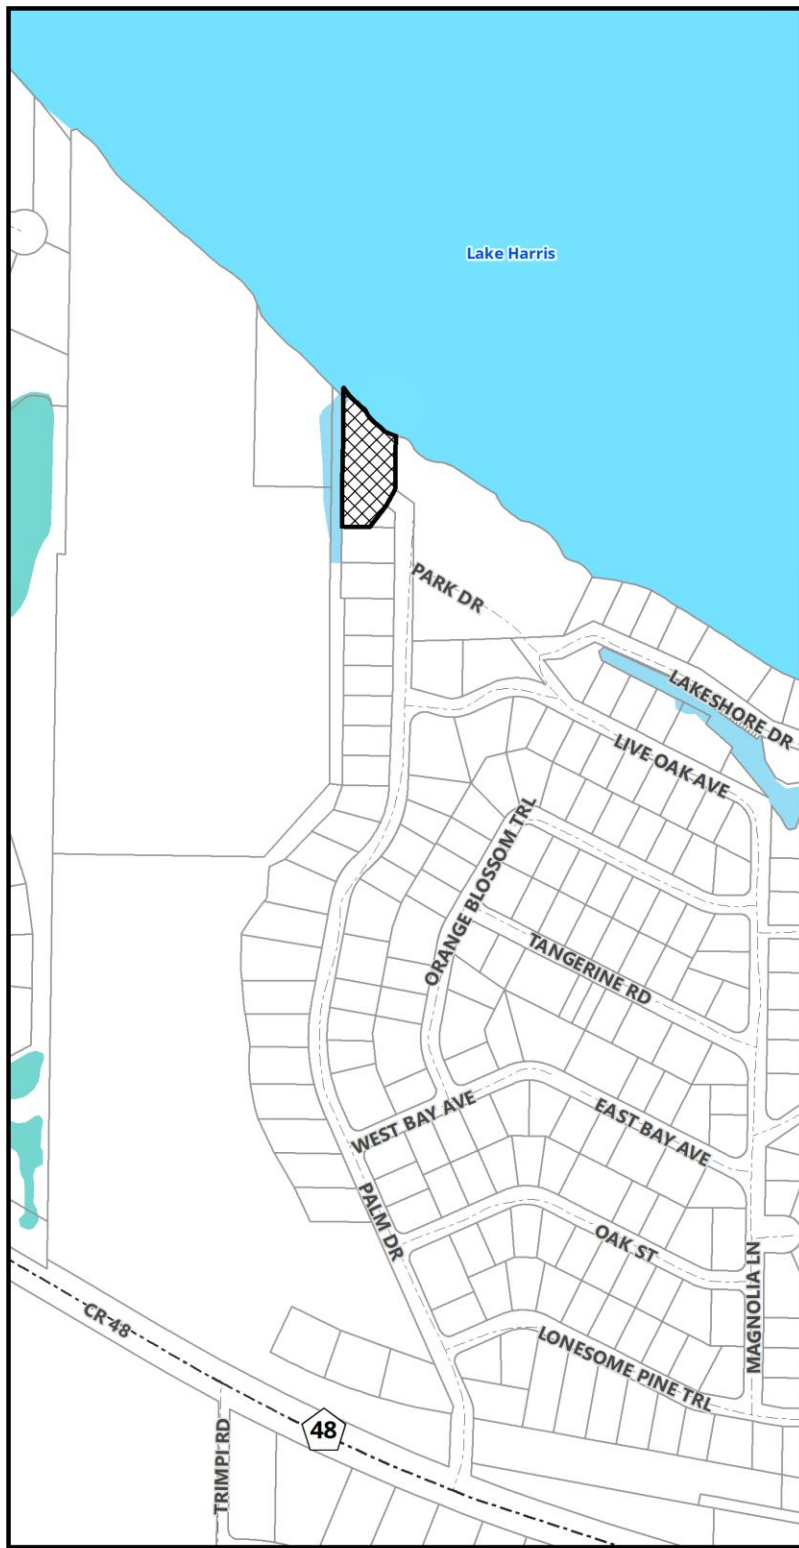 Lake Harris
PARK DR
LAKESHORE DR
LIVE OAK AVE
ORANGE BLOSSOM TRL
TANGERINE RD
WEST BAY AVE
EAST BAY AVE
PALM DR
OAK ST
MAGNOLIA LN
CR 48
LONESOME PINE TRL
48
TRIMPI RD